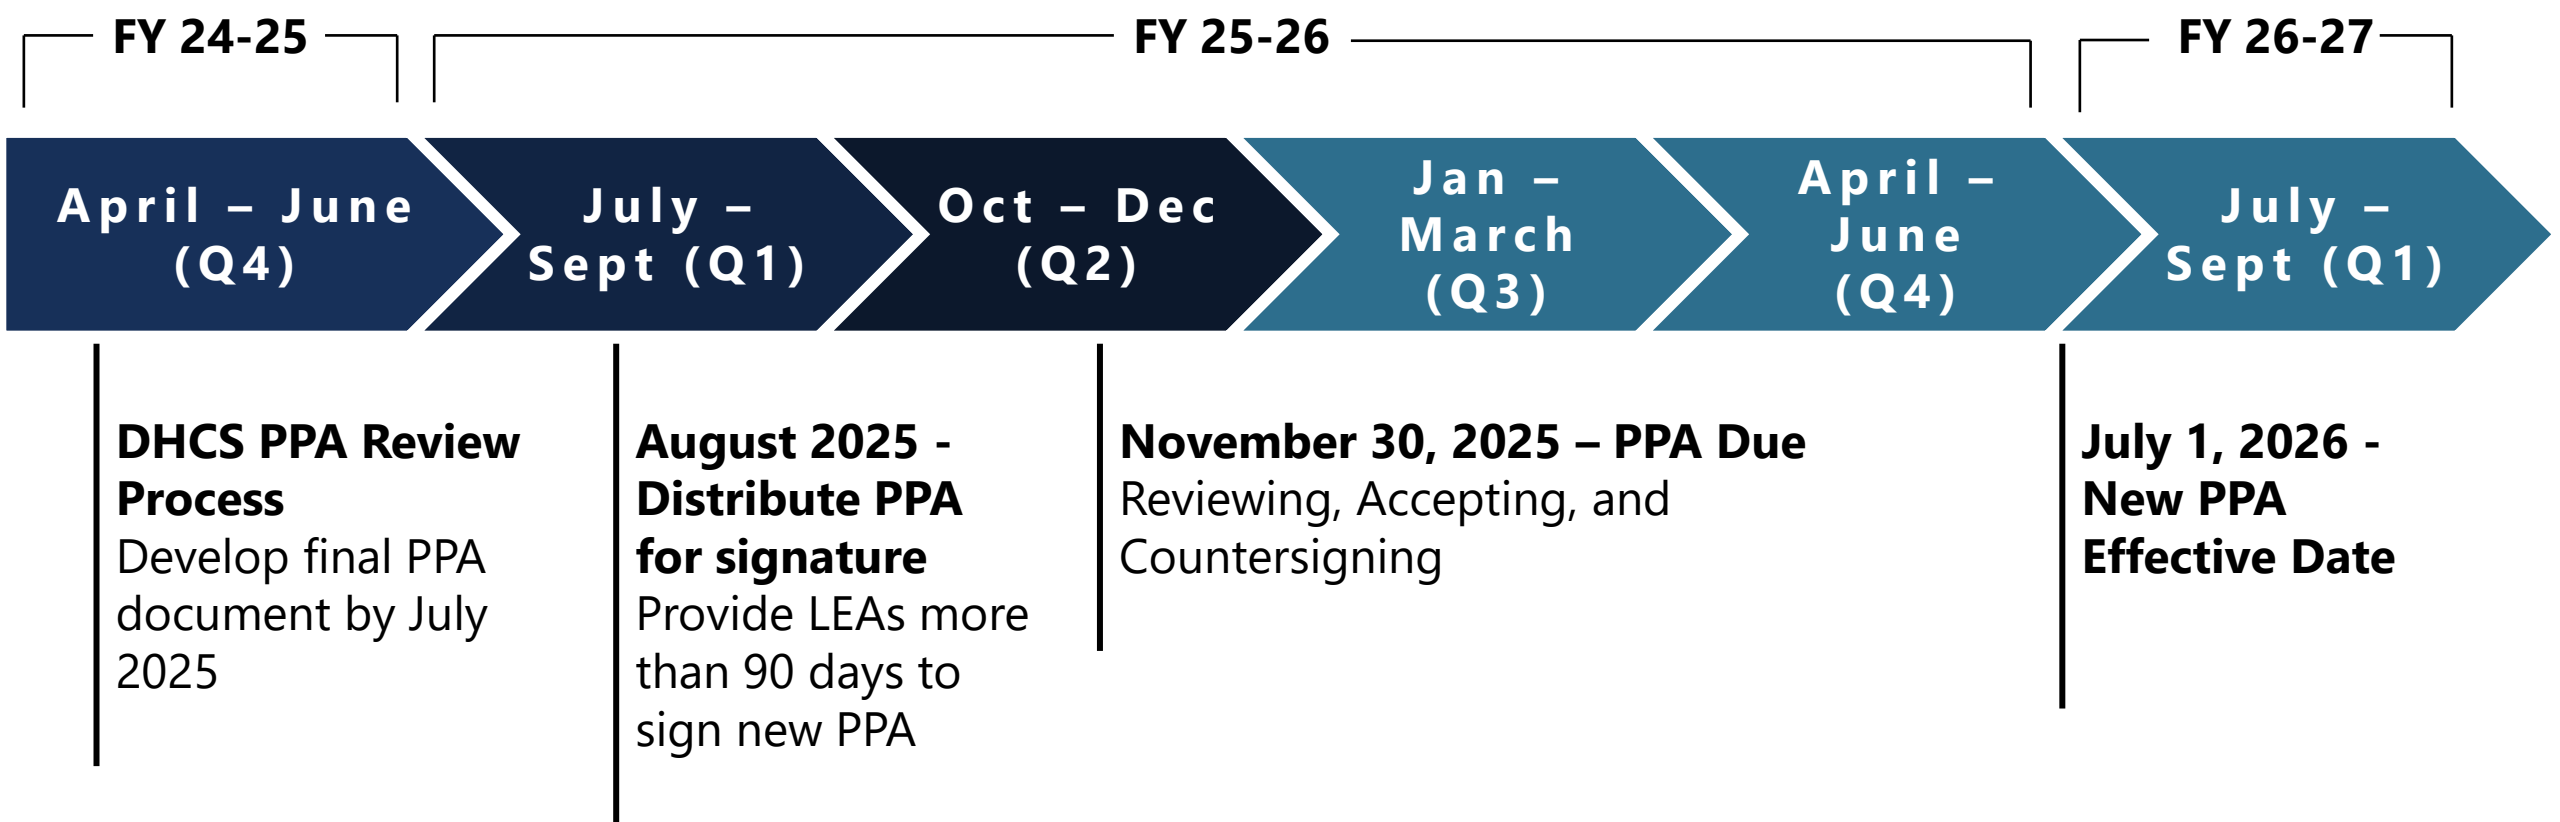 FY 24-25
FY 25-26
FY 26-27
April – June
(Q4)
July –
Sept (Q1)
Oct – Dec
(Q2)
Jan –
March
(Q3)
April –
June
(Q4)
July –
Sept (Q1)
DHCS PPA Review
Process
Develop final PPA
document by July
2025
August 2025 -
Distribute PPA
for signature
Provide LEAs more
than 90 days to
sign new PPA
November 30, 2025 – PPA Due
Reviewing, Accepting, and
Countersigning
July 1, 2026 -
New PPA
Effective Date